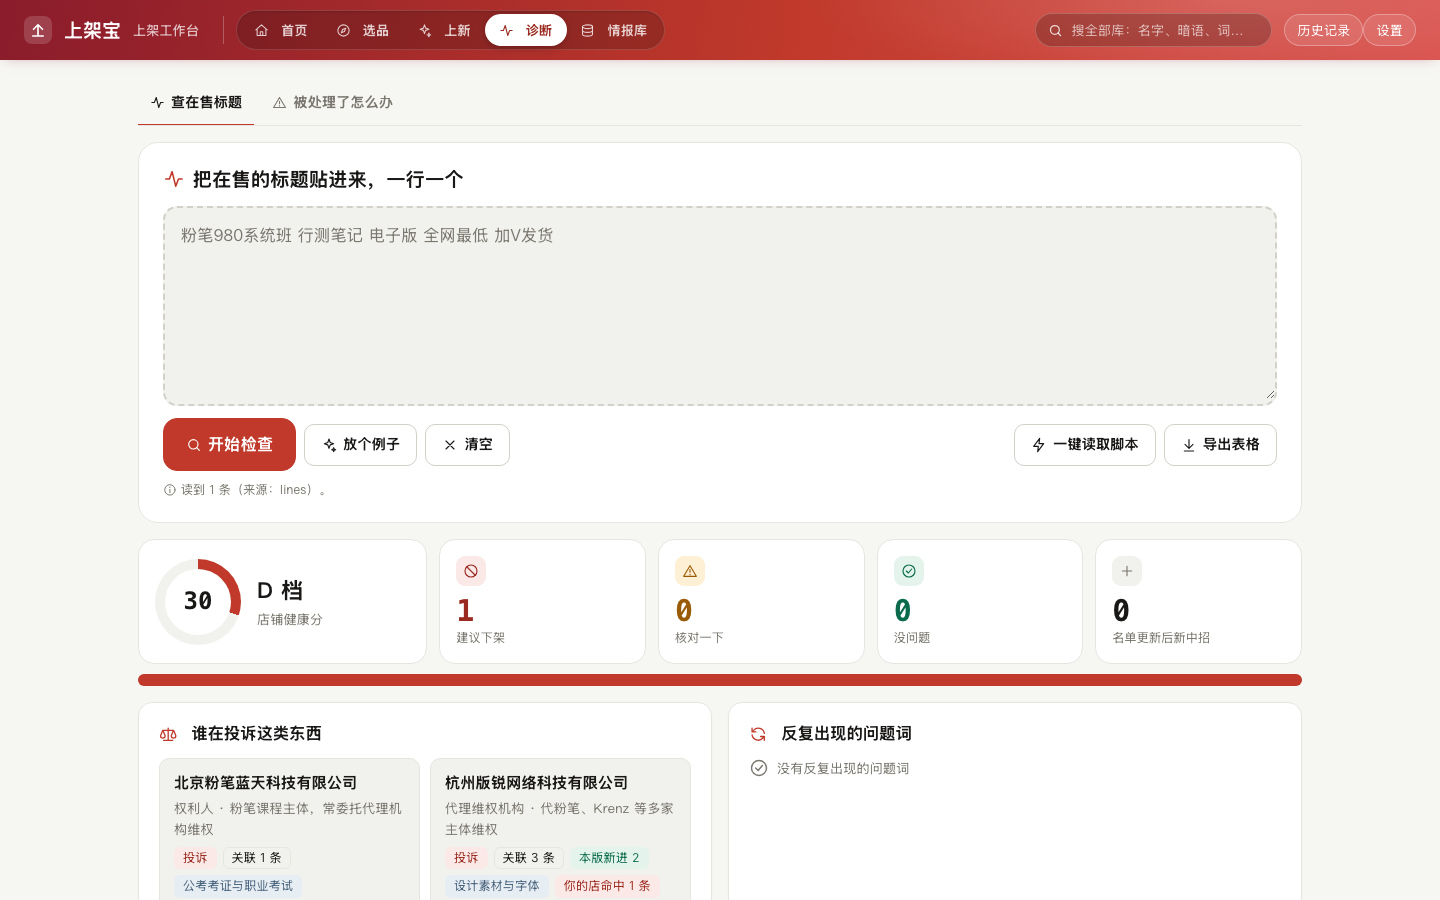 上架宝 上架工作台 首页 选品 上新 诊断 情报库 搜全部库：名字、暗语、词... 历史记录 设置
查在售标题 被处理了怎么办
把在售的标题贴进来，一行一个
粉笔980系统班 行测笔记 电子版 全网最低 加V发货
开始检查 放个例子 清空 一键读取脚本 导出表格
读到 1 条（来源：lines）。
30 D 档 店铺健康分
1 建议下架
0 核对一下
0 没问题
0 名单更新后新中招
谁在投诉这类东西
北京粉笔蓝天科技有限公司
权利人 · 粉笔课程主体，常委托代理机
构维权
投诉 关联 1 条
公考考证与职业考试
杭州版锐网络科技有限公司
代理维权机构 · 代粉笔、Krenz 等多家
主体维权
投诉 关联 3 条 本版新进 2
设计素材与字体 你的店命中 1 条
反复出现的问题词
没有反复出现的问题词